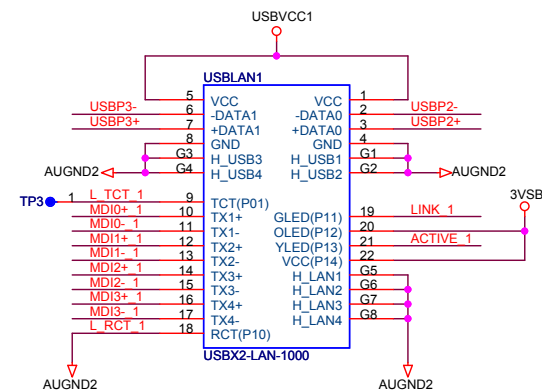 USBVCC1
USBLAN1
5 VCC VCC 1
USBP3- 6 -DATA1 -DATA0 2 USBP2-
USBP3+ 7 +DATA1 +DATA0 3 USBP2+
8 GND GND 4
G3 H_USB3 H_USB1 G1
AUGND2 G4 H_USB4 H_USB2 G2 AUGND2
3VSB
TP3 1 L_TCT_1 9 TCT(P01)
MDI0+_1 10 TX1+ GLED(P11) 19 LINK_1
MDI0-_1 11 TX1- OLED(P12) 20
MDI1+_1 12 TX2+ YLED(P13) 21 ACTIVE_1
MDI1-_1 13 TX2- VCC(P14) 22
MDI2+_1 14 TX3+ H_LAN1 G5
MDI2-_1 15 TX3- H_LAN2 G6
MDI3+_1 16 TX4+ H_LAN3 G7
MDI3-_1 17 TX4- H_LAN4 G8
L_RCT_1 18 RCT(P10)
USBX2-LAN-1000
AUGND2 AUGND2